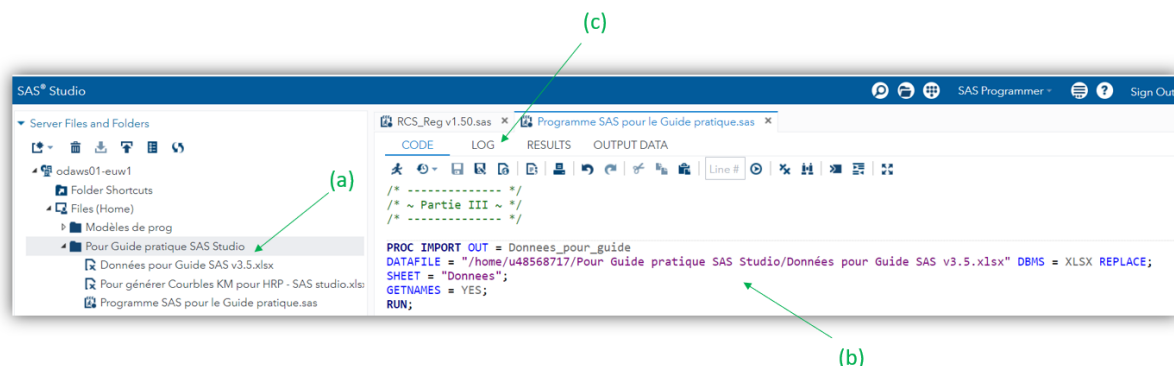 (c)
SAS® Studio
SAS Programmer
Sign Out
Server Files and Folders
odaws01-euw1
Folder Shortcuts
Files (Home)
Modèles de prog
Pour Guide pratique SAS Studio
Données pour Guide SAS v3.5.xlsx
Pour générer Courbles KM pour HRP - SAS studio.xls
Programme SAS pour le Guide pratique.sas
(a)
RCS_Reg v1.50.sas × Programme SAS pour le Guide pratique.sas ×
CODE LOG RESULTS OUTPUT DATA
Line #
/* -------------- */
/* ~ Partie III ~ */
/* -------------- */
PROC IMPORT OUT = Donnees_pour_guide
DATAFILE = "/home/u48568717/Pour Guide pratique SAS Studio/Données pour Guide SAS v3.5.xlsx" DBMS = XLSX REPLACE;
SHEET = "Donnees";
GETNAMES = YES;
RUN;
(b)